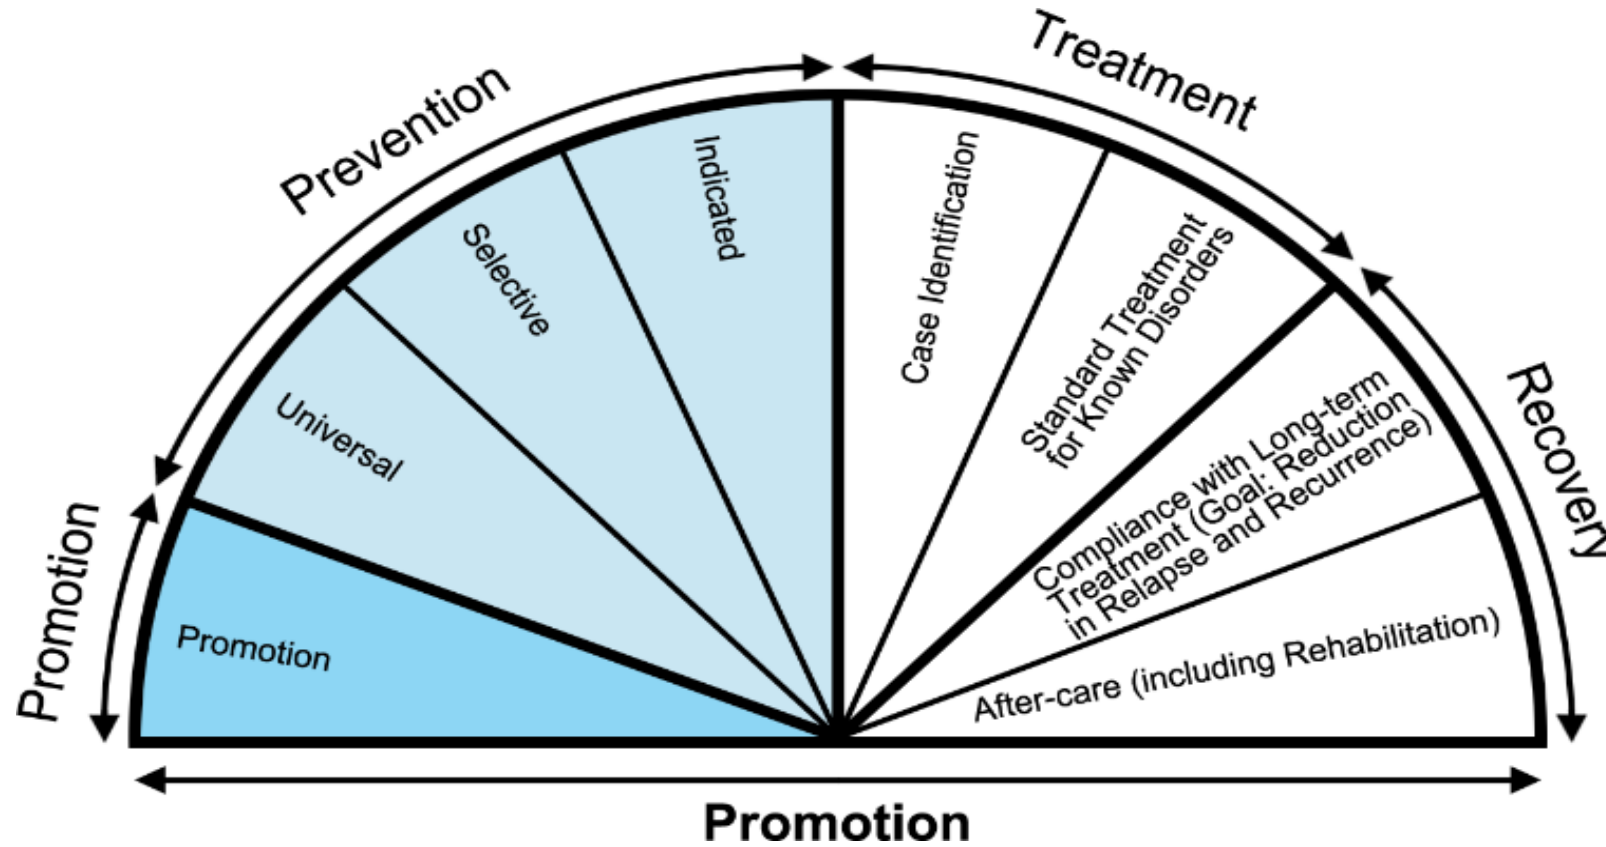 Promotion
Prevention
Treatment
Recovery
Promotion
Universal
Selective
Indicated
Case Identification
Standard Treatment
for Known Disorders
Compliance with Long-term
Treatment (Goal: Reduction
in Relapse and Recurrence)
After-care (including Rehabilitation)
Promotion